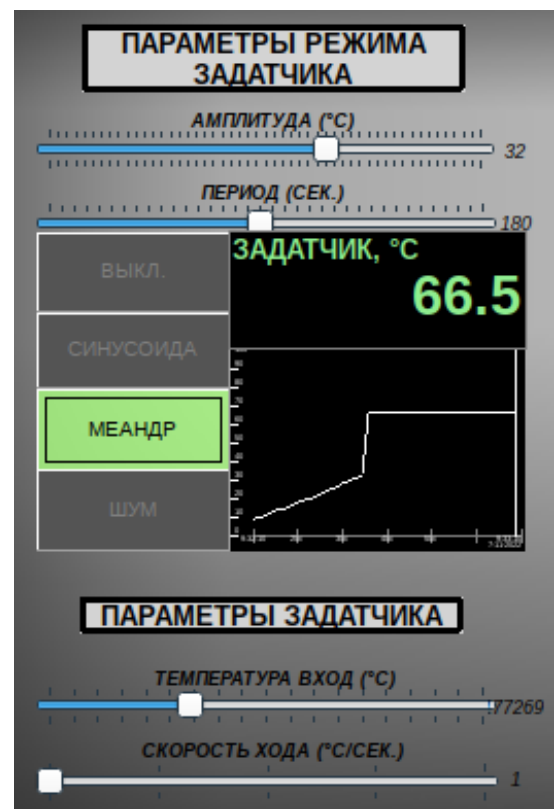 ПАРАМЕТРЫ РЕЖИМА
ЗАДАТЧИКА
АМПЛИТУДА (°С)
32
ПЕРИОД (СЕК.)
180
ВЫКЛ.
СИНУСОИДА
МЕАНДР
ШУМ
ЗАДАТЧИК, °С
66.5
ПАРАМЕТРЫ ЗАДАТЧИКА
ТЕМПЕРАТУРА ВХОД (°С)
.77269
СКОРОСТЬ ХОДА (°С/СЕК.)
1